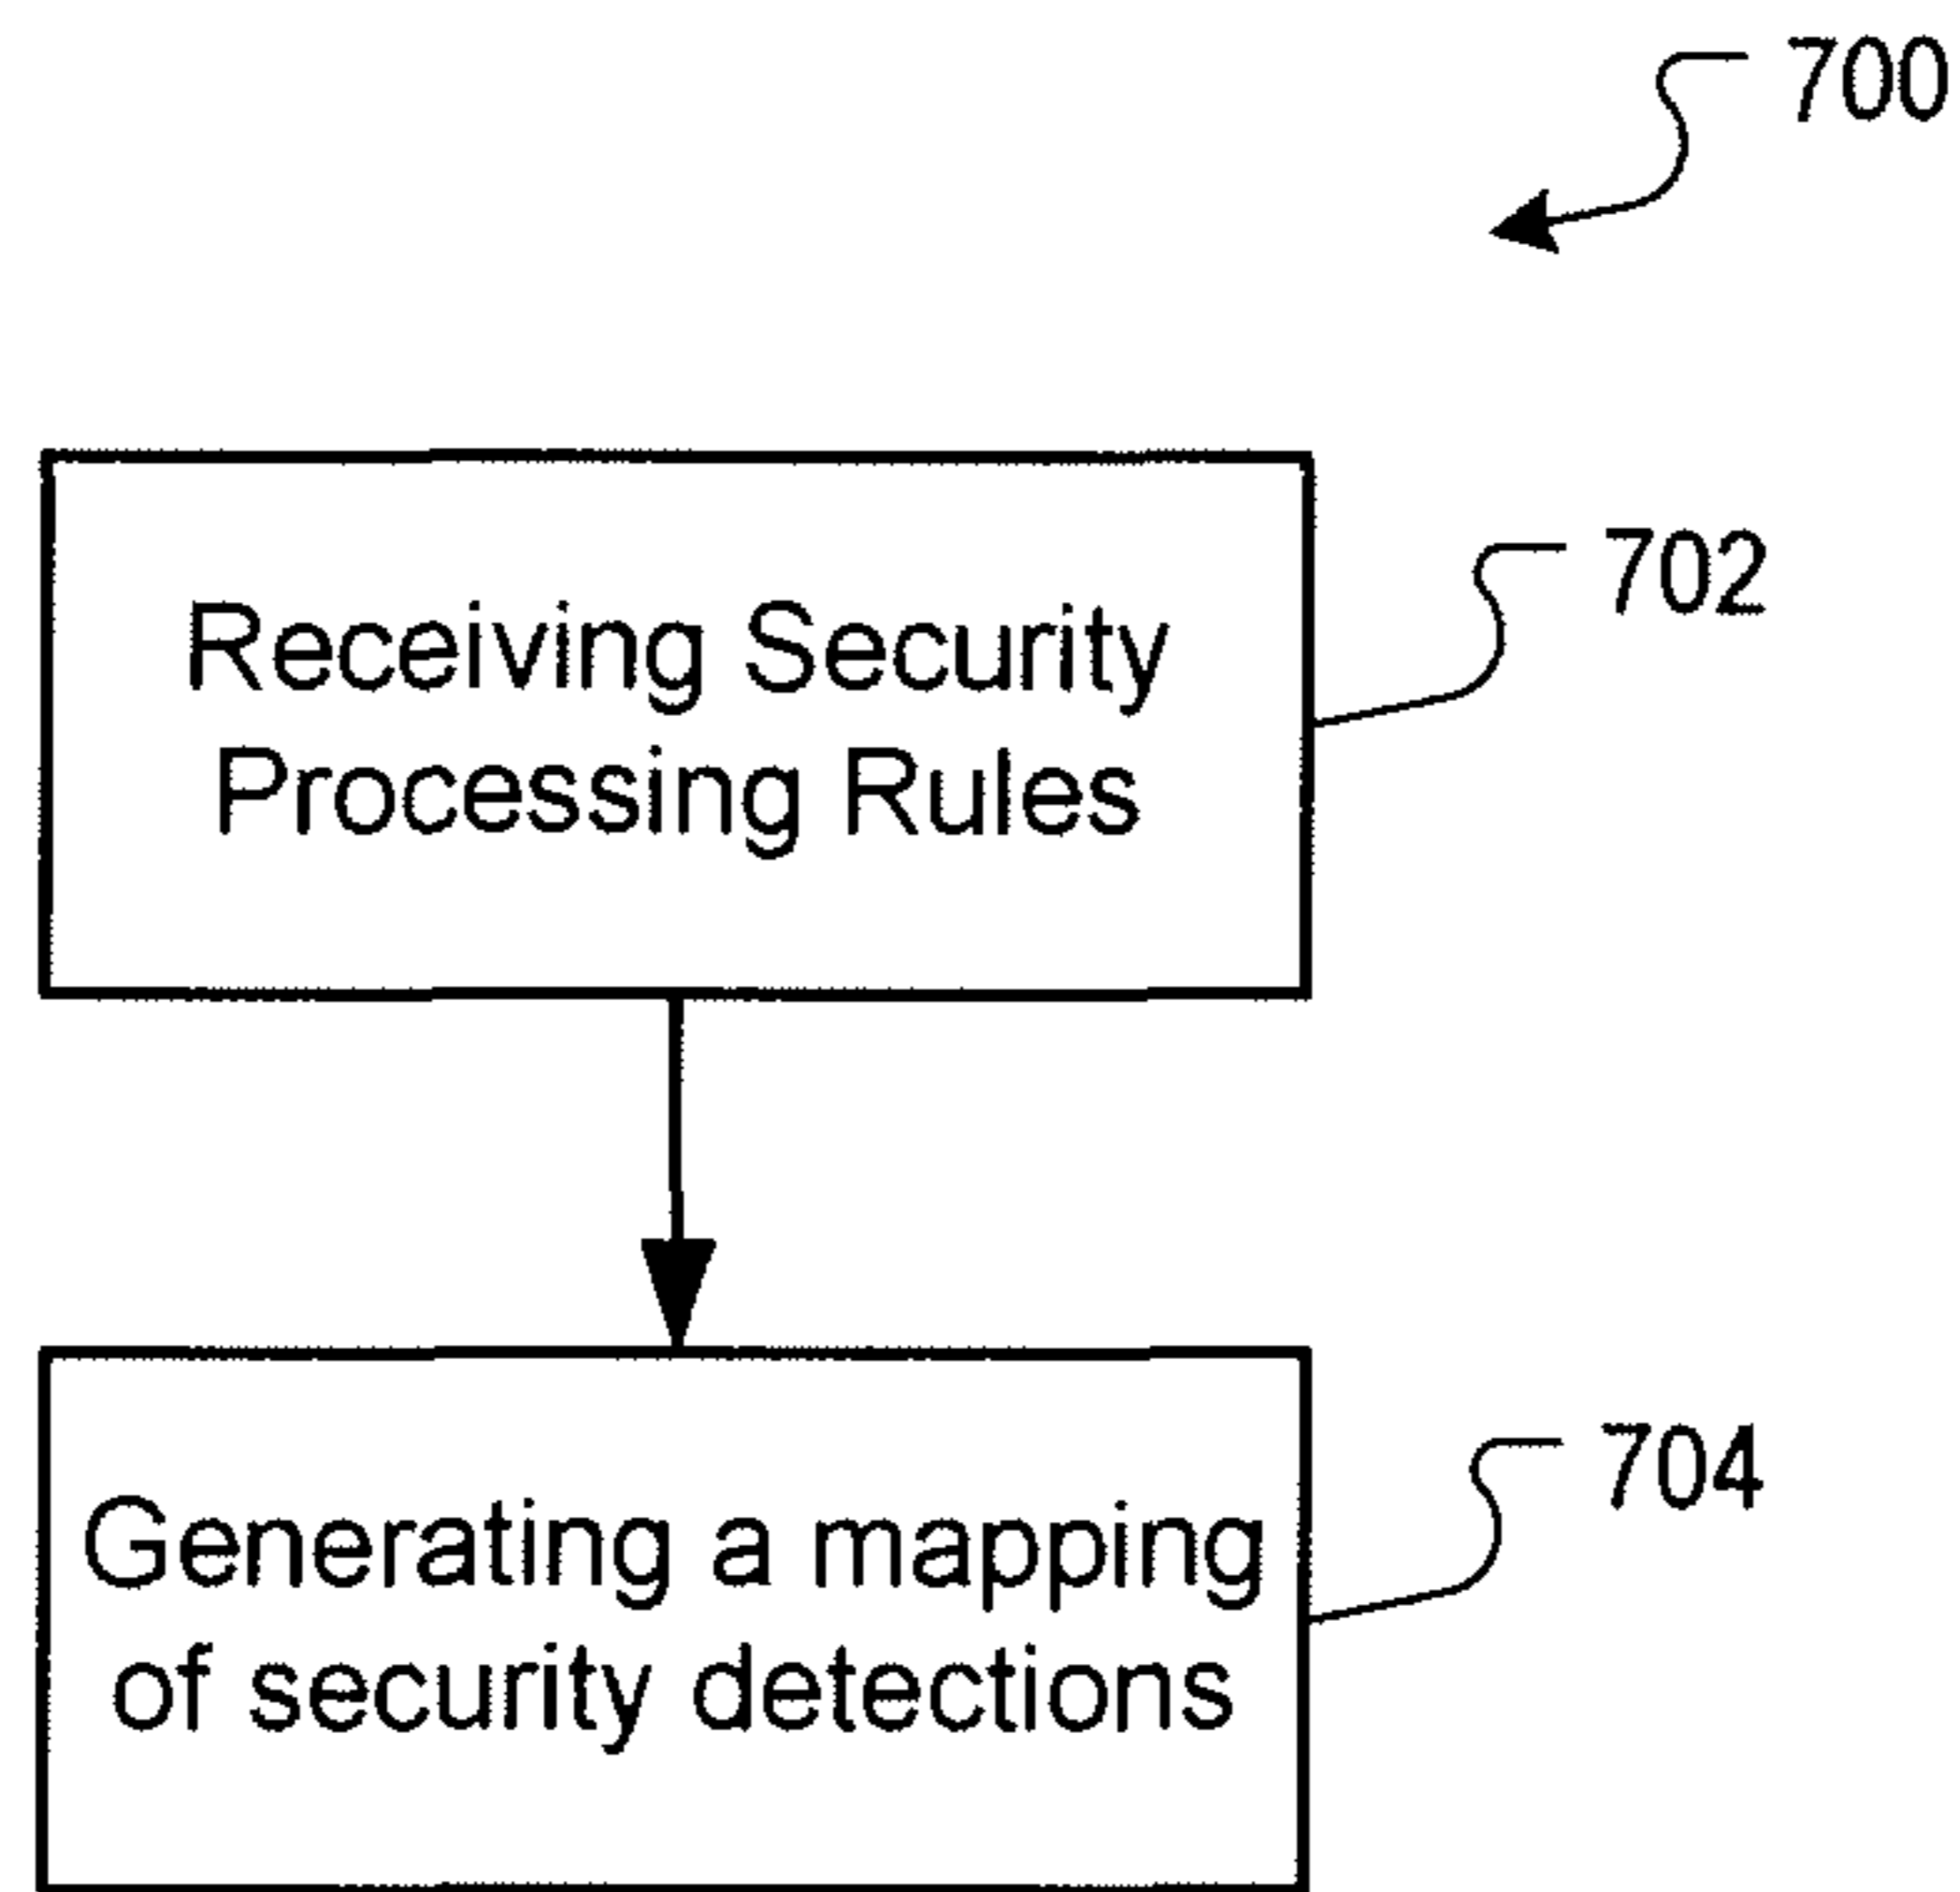 700
Receiving Security
Processing Rules
702
Generating a mapping
of security detections
704